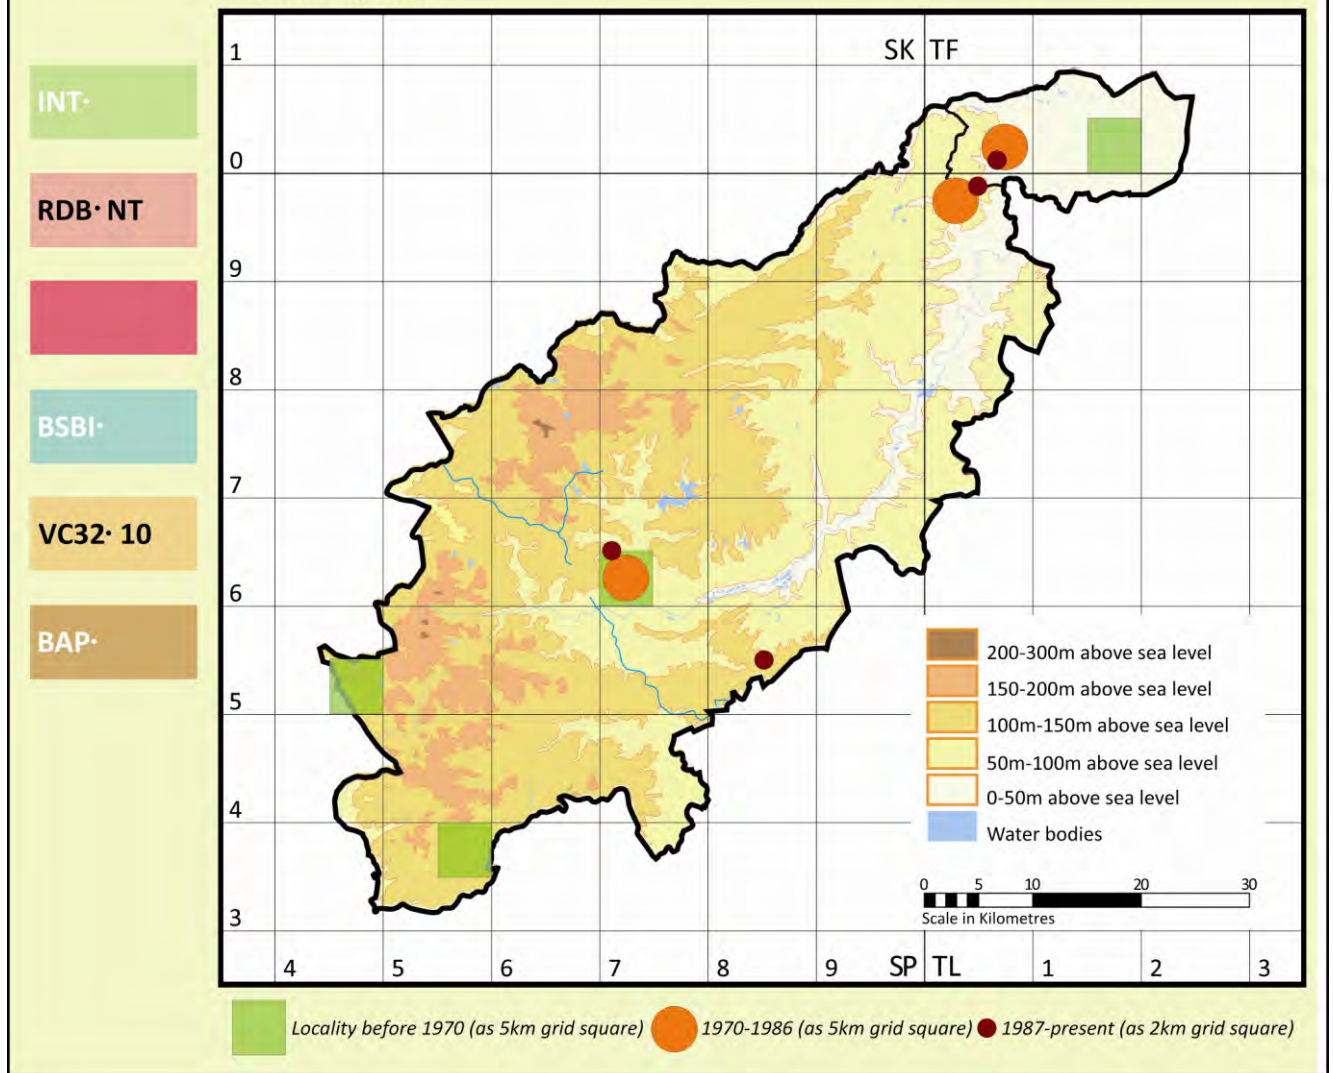 INT·
RDB· NT
BSBI·
VC32· 10
BAP·
SK TF
1
0
9
8
7
6
5
4
3
4 5 6 7 8 9 SP TL 1 2 3
200-300m above sea level
150-200m above sea level
100m-150m above sea level
50m-100m above sea level
0-50m above sea level
Water bodies
0 5 10 20 30
Scale in Kilometres
Locality before 1970 (as 5km grid square) 1970-1986 (as 5km grid square) 1987-present (as 2km grid square)